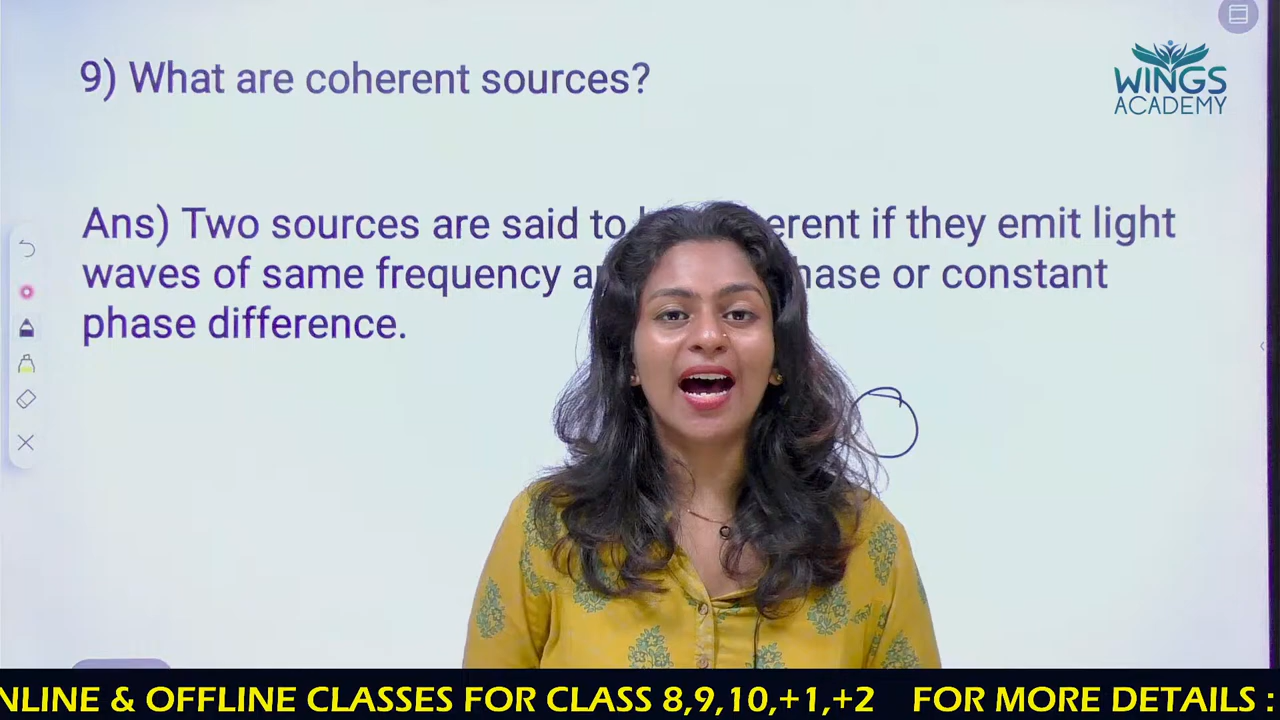 9) What are coherent sources?
WINGS
ACADEMY
Ans) Two sources are said to erent if they emit light
waves of same frequency a hase or constant
phase difference.
NLINE & OFFLINE CLASSES FOR CLASS 8,9,10,+1,+2 FOR MORE DETAILS :